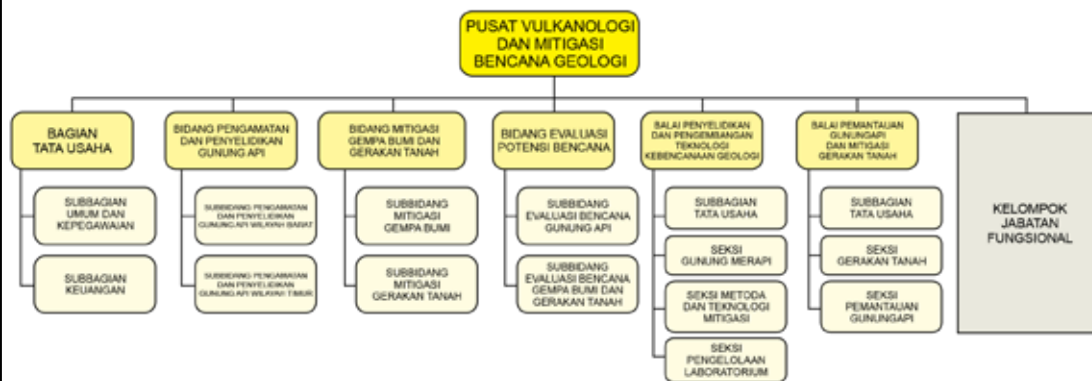 PUSAT VULKANOLOGI
DAN MITIGASI
BENCANA GEOLOGI
BAGIAN
TATA USAHA
SUBBAGIAN
UMUM DAN
KEPEGAWAIAN
SUBBAGIAN
KEUANGAN
BIDANG PENGAMATAN
DAN PENYELIDIKAN
GUNUNG API
SUBBIDANG PENGAMATAN
DAN PENYELIDIKAN
GUNUNG API WILAYAH BARAT
SUBBIDANG PENGAMATAN
DAN PENYELIDIKAN
GUNUNG API WILAYAH TIMUR
BIDANG MITIGASI
GEMPA BUMI DAN
GERAKAN TANAH
SUBBIDANG
MITIGASI
GEMPA BUMI
SUBBIDANG
MITIGASI
GERAKAN TANAH
BIDANG EVALUASI
POTENSI BENCANA
SUBBIDANG
EVALUASI BENCANA
GUNUNG API
SUBBIDANG
EVALUASI BENCANA
GEMPA BUMI DAN
GERAKAN TANAH
BALAI PENYELIDIKAN
DAN PENGEMBANGAN
TEKNOLOGI
KEBENCANAAN GEOLOGI
SUBBAGIAN
TATA USAHA
SEKSI
GUNUNG MERAPI
SEKSI METODA
DAN TEKNOLOGI
MITIGASI
SEKSI
PENGELOLAAN
LABORATORIUM
BALAI PEMANTAUAN
GUNUNGAPI
DAN MITIGASI
GERAKAN TANAH
SUBBAGIAN
TATA USAHA
SEKSI
GERAKAN TANAH
SEKSI
PEMANTAUAN
GUNUNGAPI
KELOMPOK
JABATAN
FUNGSIONAL